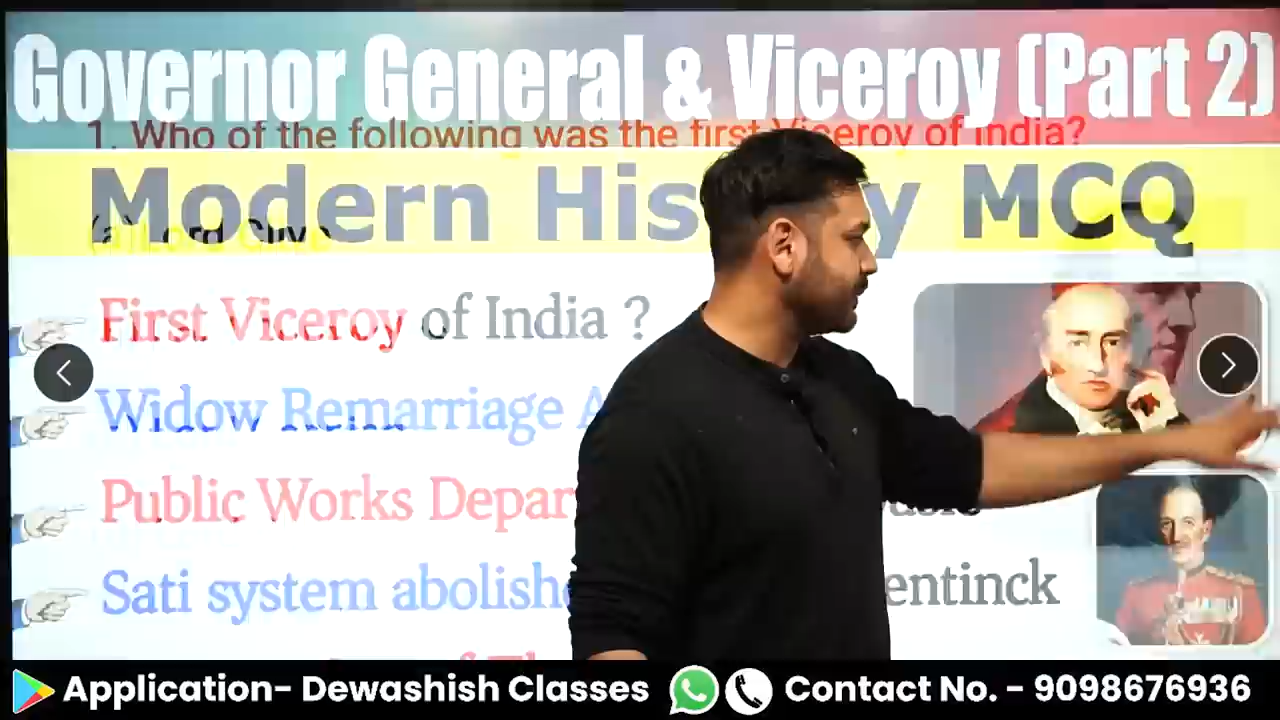 Governor General & Viceroy (Part 2)
1. Who of the following was the first Viceroy of India?
Modern His y MCQ
(a) Lord Clive
First Viceroy of India ?
Widow Remarriage A
Public Works Depar
Sati system abolishe entinck
Application- Dewashish Classes Contact No. - 9098676936